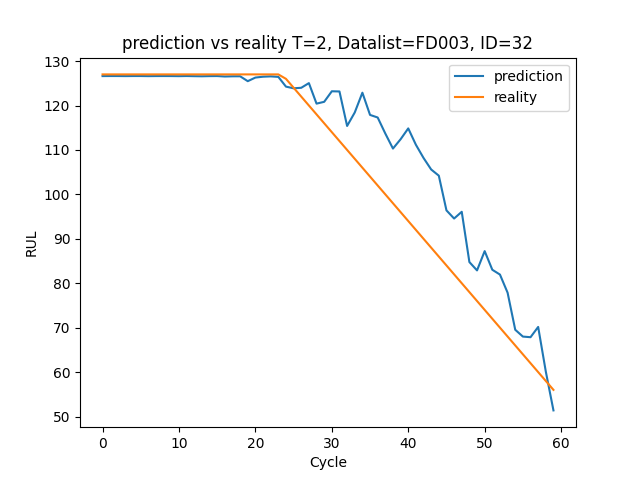 prediction vs reality T=2, Datalist=FD003, ID=32
130
120
110
100
90
80
70
60
50
RUL
prediction
reality
0 10 20 30 40 50 60
Cycle